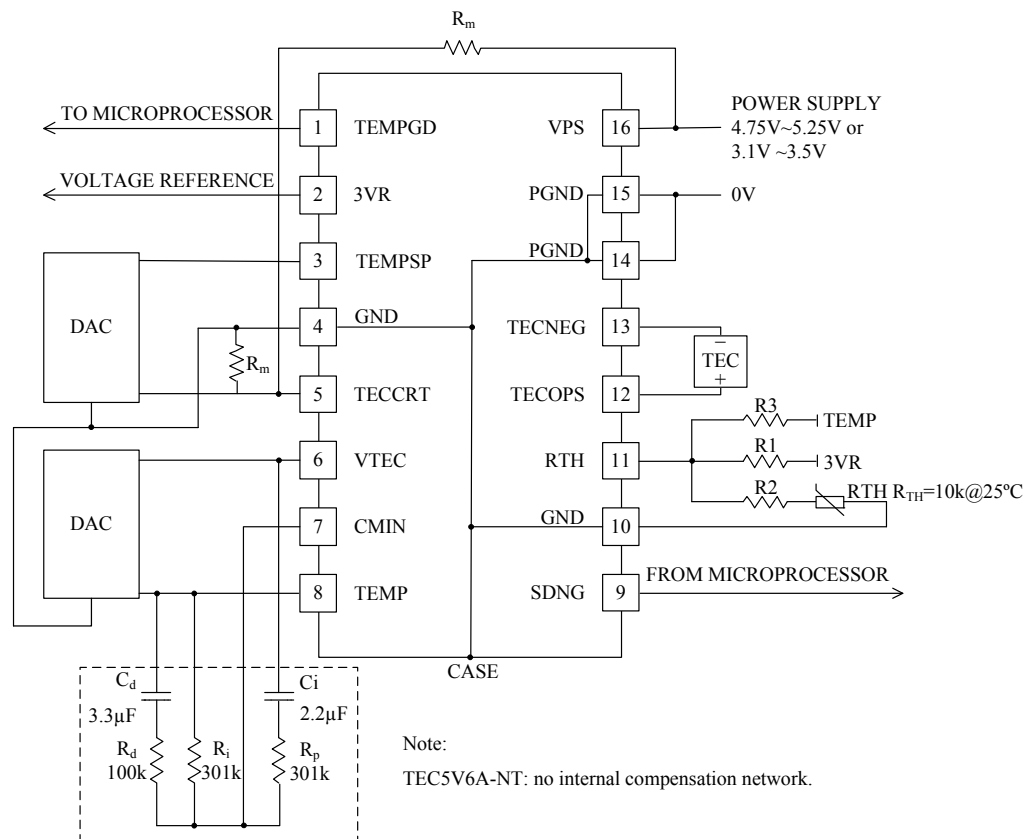 Rm
TO MICROPROCESSOR
1
TEMPGD
VPS
16
POWER SUPPLY
4.75V~5.25V or
3.1V ~3.5V
VOLTAGE REFERENCE
2
3VR
PGND
15
0V
3
TEMPSP
PGND
14
DAC
4
GND
TECNEG
13
−
TEC
+
Rm
5
TECCRT
TECOPS
12
R3
TEMP
6
VTEC
RTH
11
R1
3VR
R2
RTH RTH=10k@25ºC
DAC
7
CMIN
GND
10
8
TEMP
SDNG
9
FROM MICROPROCESSOR
CASE
Cd
3.3µF
Ci
2.2µF
Rd
100k
Ri
301k
Rp
301k
Note:
TEC5V6A-NT: no internal compensation network.